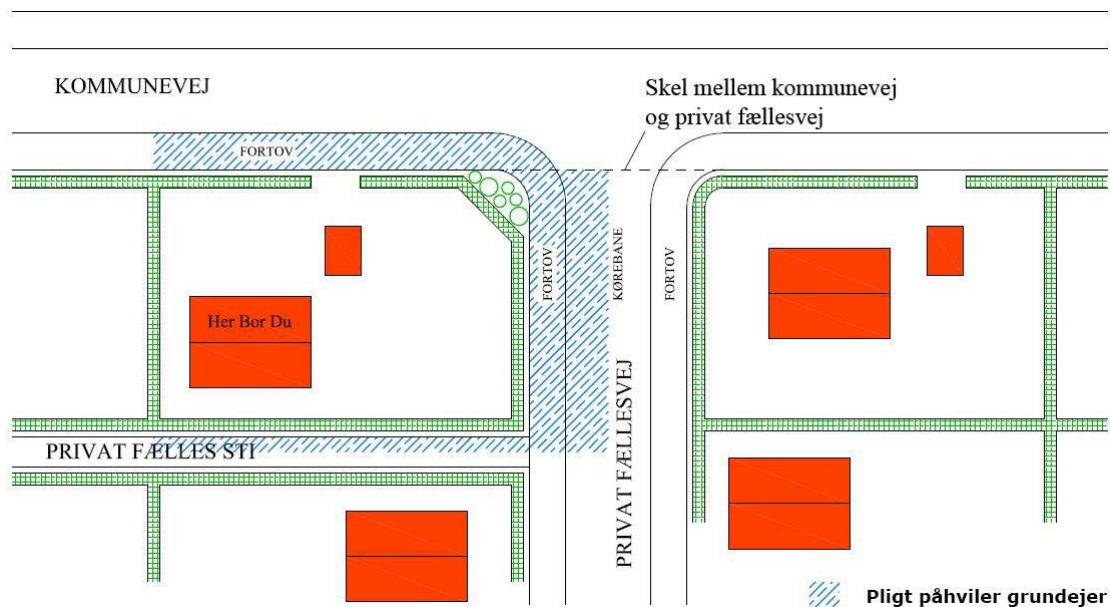 KOMMUNEVEJ
Skel mellem kommunevej
og privat fællesvej
FORTOV
FORTOV
KØREBANE
FORTOV
Her Bor Du
PRIVAT FÆLLESVEJ
PRIVAT FÆLLES STI
Pligt påhviler grundejer